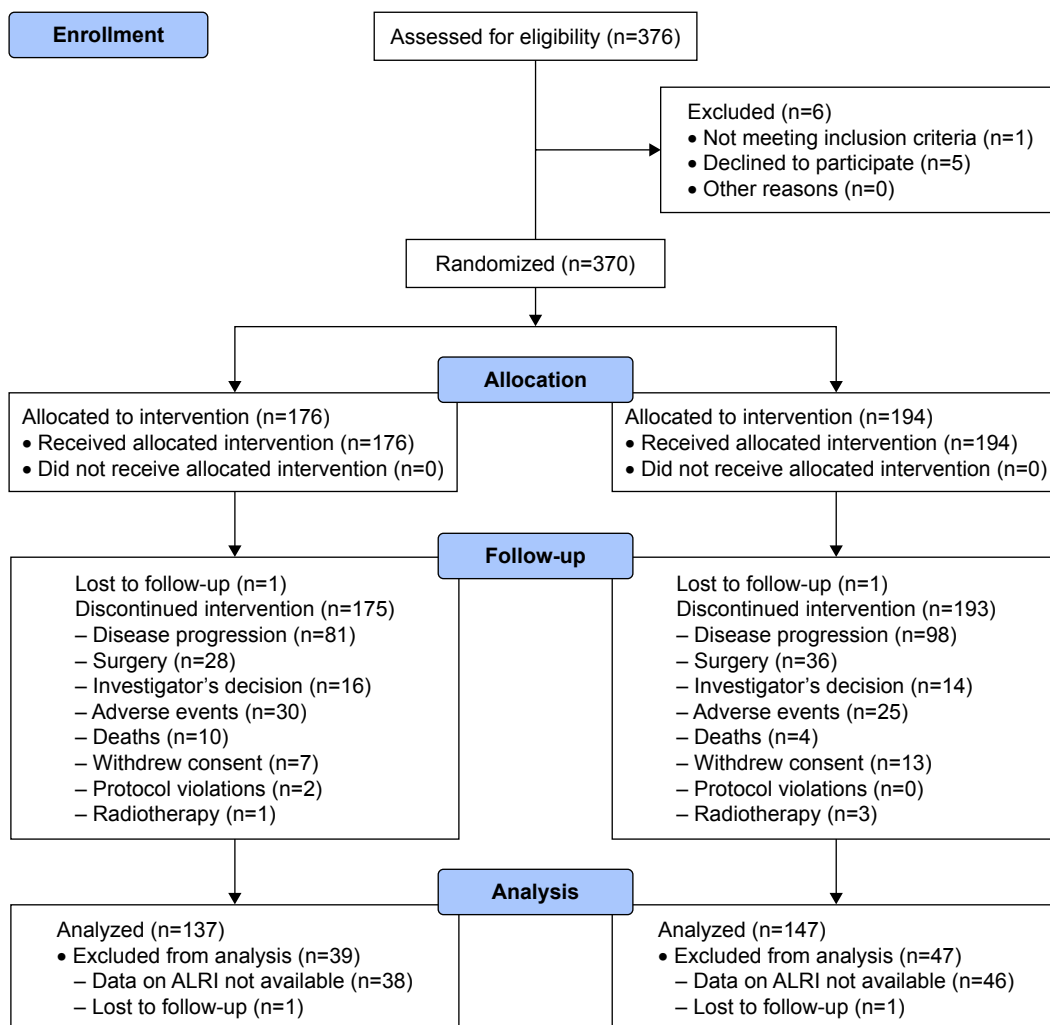 Enrollment
Assessed for eligibility (n=376)
Excluded (n=6)
• Not meeting inclusion criteria (n=1)
• Declined to participate (n=5)
• Other reasons (n=0)
Randomized (n=370)
Allocation
Allocated to intervention (n=176)
• Received allocated intervention (n=176)
• Did not receive allocated intervention (n=0)
Allocated to intervention (n=194)
• Received allocated intervention (n=194)
• Did not receive allocated intervention (n=0)
Follow-up
Lost to follow-up (n=1)
Discontinued intervention (n=175)
– Disease progression (n=81)
– Surgery (n=28)
– Investigator's decision (n=16)
– Adverse events (n=30)
– Deaths (n=10)
– Withdrew consent (n=7)
– Protocol violations (n=2)
– Radiotherapy (n=1)
Lost to follow-up (n=1)
Discontinued intervention (n=193)
– Disease progression (n=98)
– Surgery (n=36)
– Investigator's decision (n=14)
– Adverse events (n=25)
– Deaths (n=4)
– Withdrew consent (n=13)
– Protocol violations (n=0)
– Radiotherapy (n=3)
Analysis
Analyzed (n=137)
• Excluded from analysis (n=39)
– Data on ALRI not available (n=38)
– Lost to follow-up (n=1)
Analyzed (n=147)
• Excluded from analysis (n=47)
– Data on ALRI not available (n=46)
– Lost to follow-up (n=1)